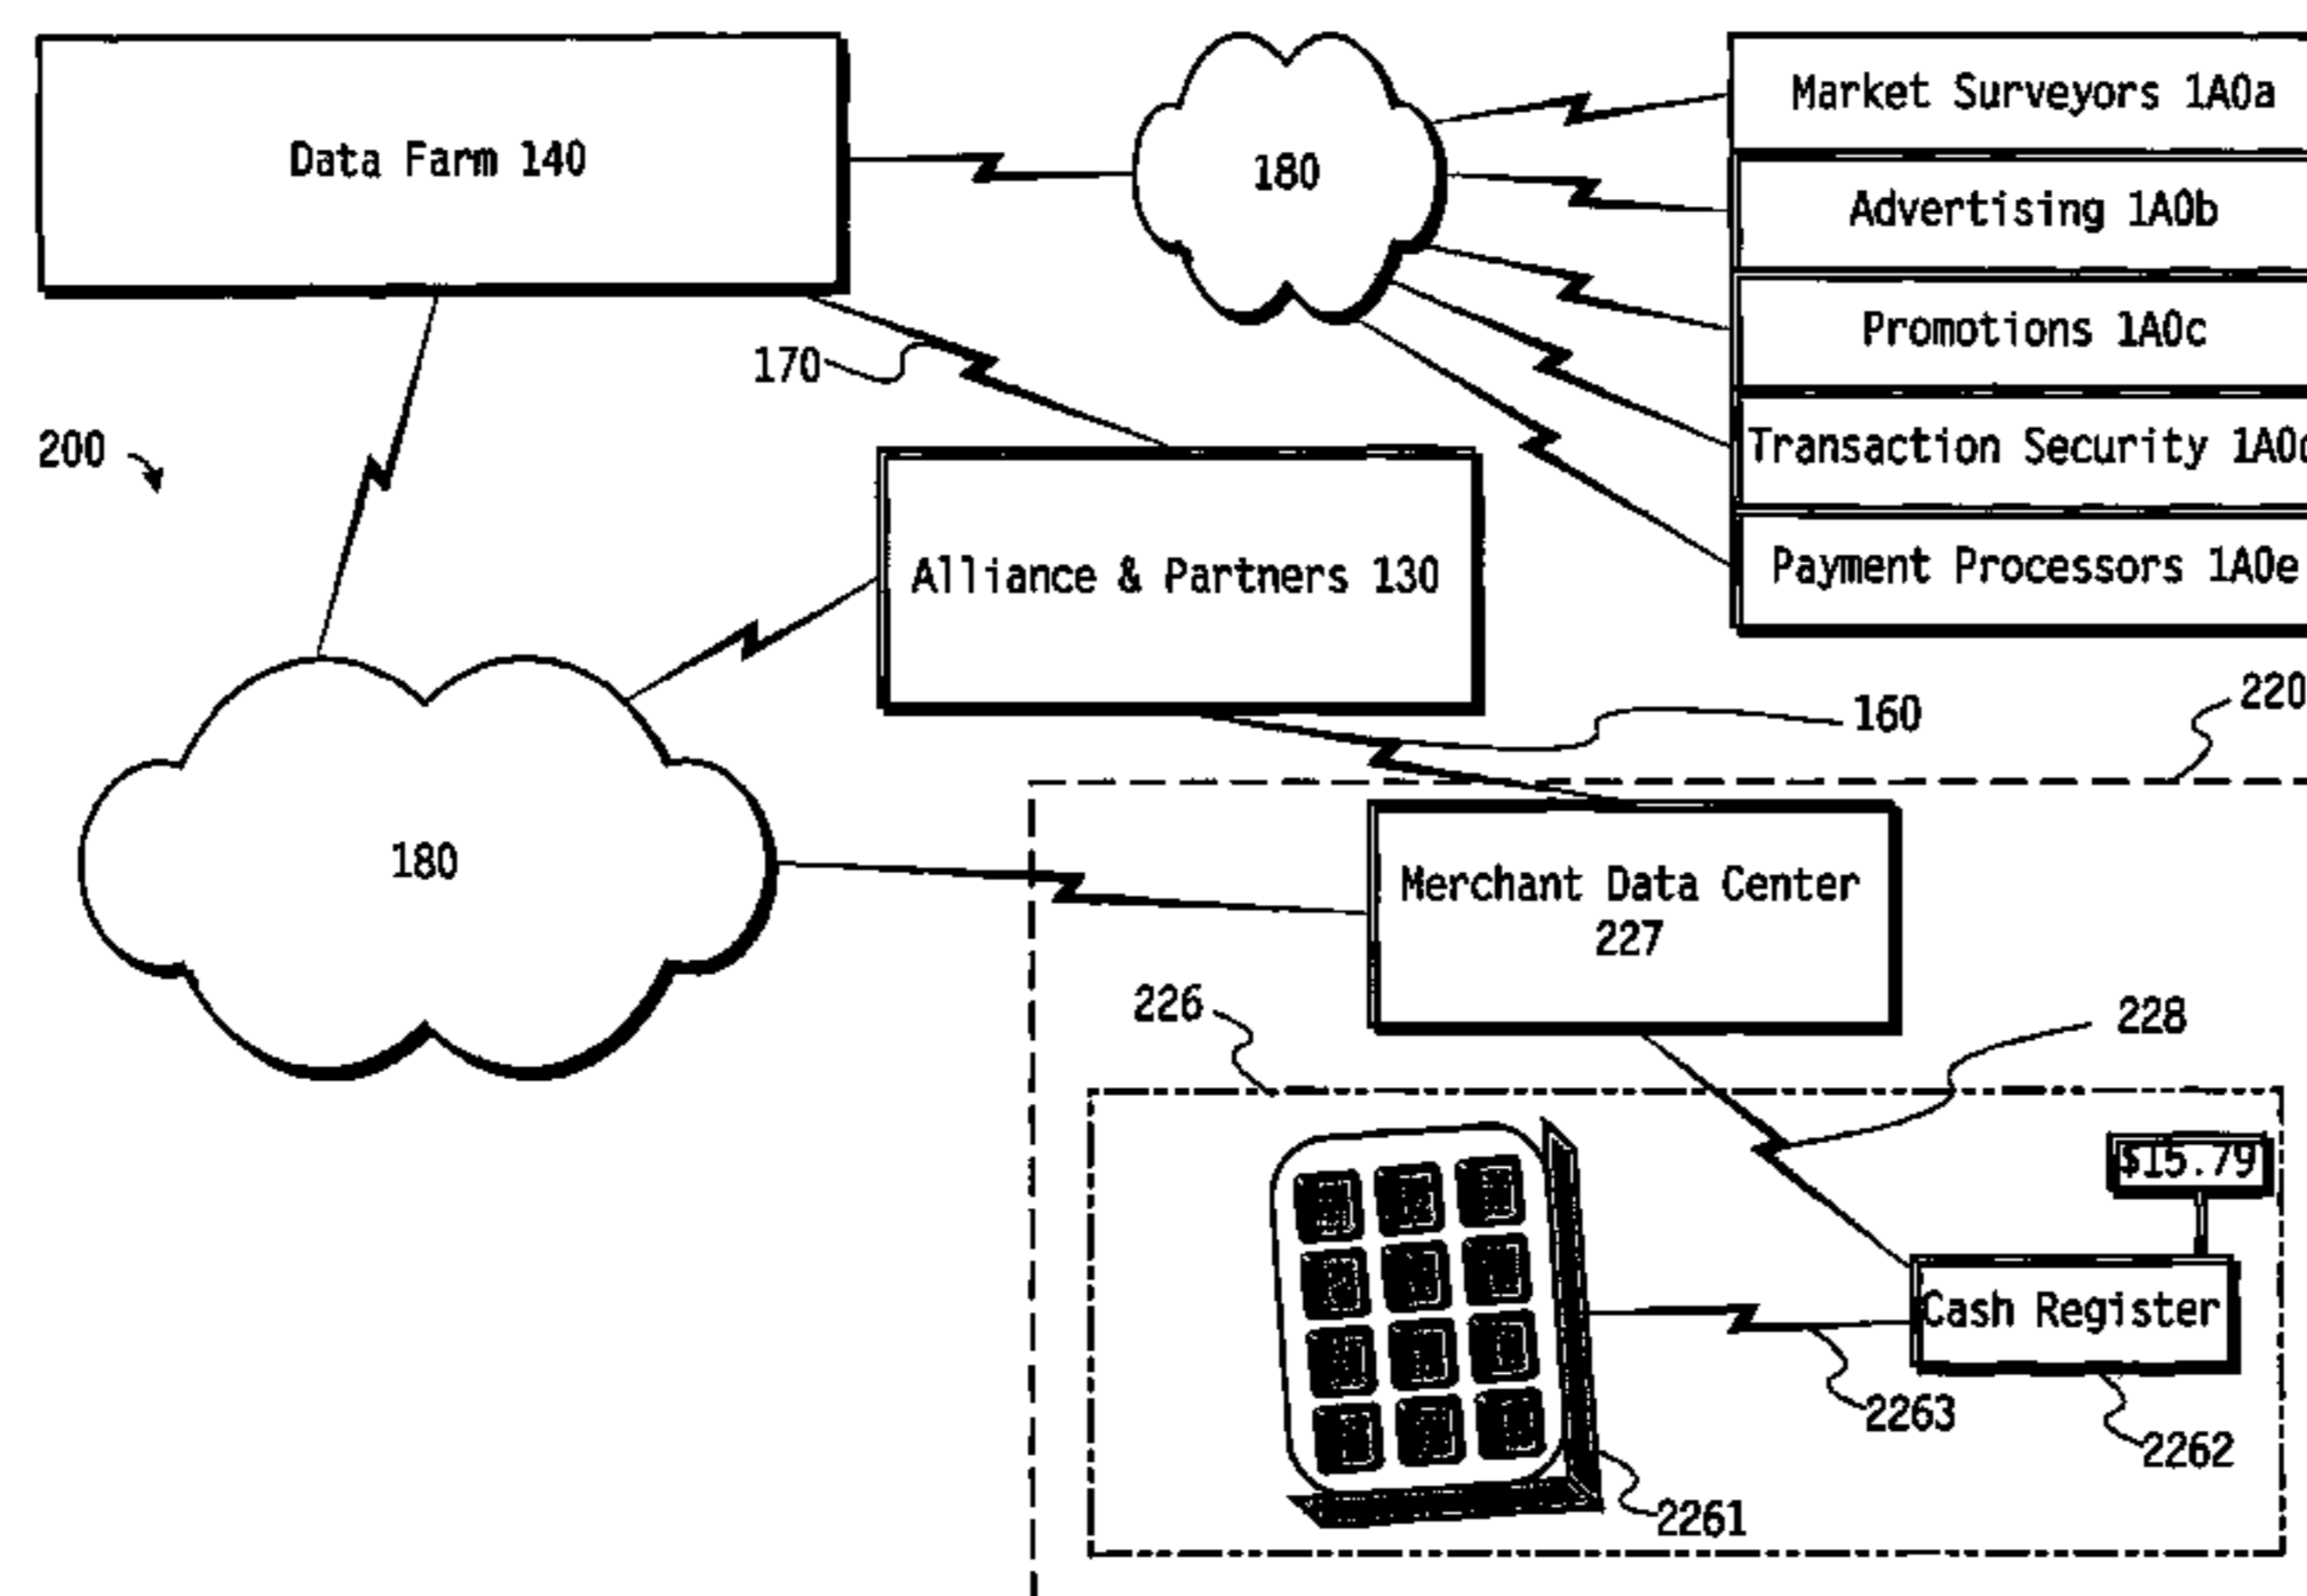 Data Farm 140
180
Market Surveyors 1A0a
Advertising 1A0b
Promotions 1A0c
Transaction Security 1A0d
Payment Processors 1A0e
170
200
Alliance & Partners 130
160
220
180
Merchant Data Center
227
226
228
$15.79
Cash Register
2263
2262
2261